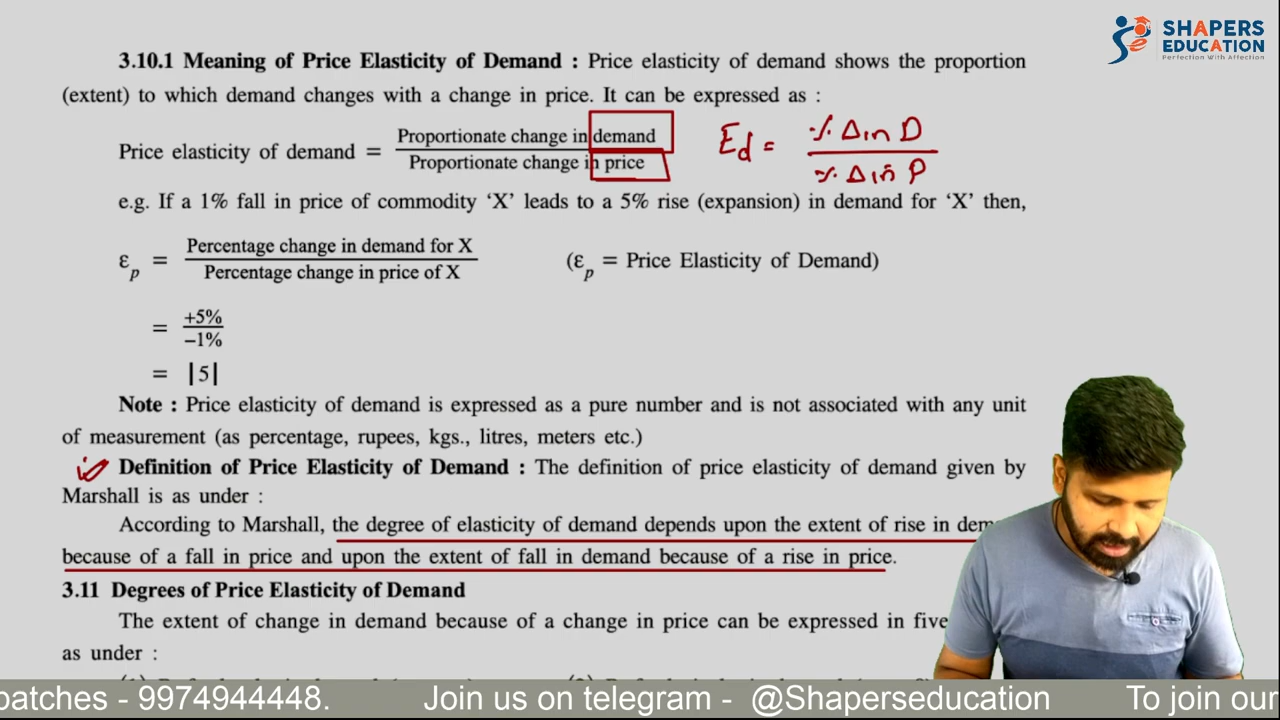 SHAPERS
EDUCATION
Perfection With Affection
3.10.1 Meaning of Price Elasticity of Demand : Price elasticity of demand shows the proportion
(extent) to which demand changes with a change in price. It can be expressed as :
Price elasticity of demand = Proportionate change in demand
Proportionate change in price
Ed = % Δ in D
% Δ in P
e.g. If a 1% fall in price of commodity ‘X’ leads to a 5% rise (expansion) in demand for ‘X’ then,
εp = Percentage change in demand for X
Percentage change in price of X
(εp = Price Elasticity of Demand)
= +5%
−1%
= |5|
Note : Price elasticity of demand is expressed as a pure number and is not associated with any unit
of measurement (as percentage, rupees, kgs., litres, meters etc.)
Definition of Price Elasticity of Demand : The definition of price elasticity of demand given by
Marshall is as under :
According to Marshall, the degree of elasticity of demand depends upon the extent of rise in dem
because of a fall in price and upon the extent of fall in demand because of a rise in price.
3.11 Degrees of Price Elasticity of Demand
The extent of change in demand because of a change in price can be expressed in five
as under :
batches - 9974944448. Join us on telegram - @Shaperseducation To join our